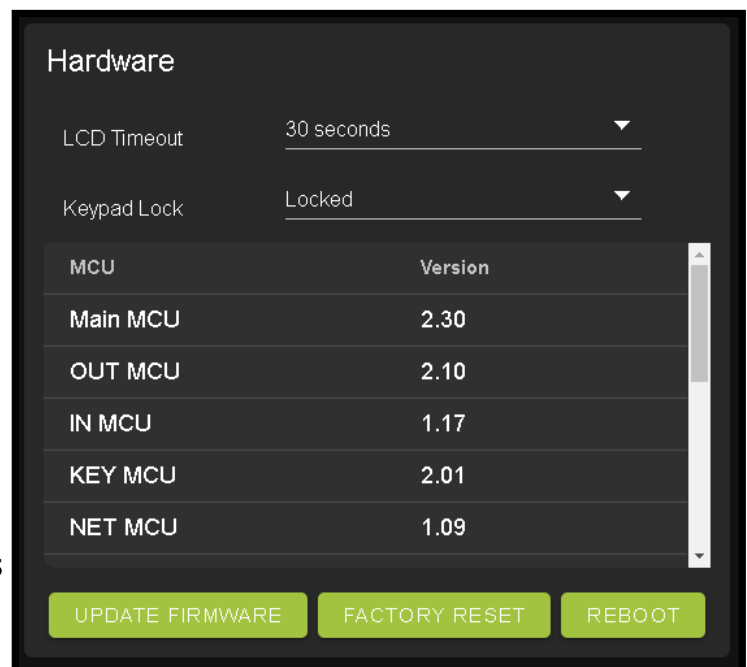 Hardware
LCD Timeout 30 seconds
Keypad Lock Locked
MCU Version
Main MCU 2.30
OUT MCU 2.10
IN MCU 1.17
KEY MCU 2.01
NET MCU 1.09
UPDATE FIRMWARE FACTORY RESET REBOOT